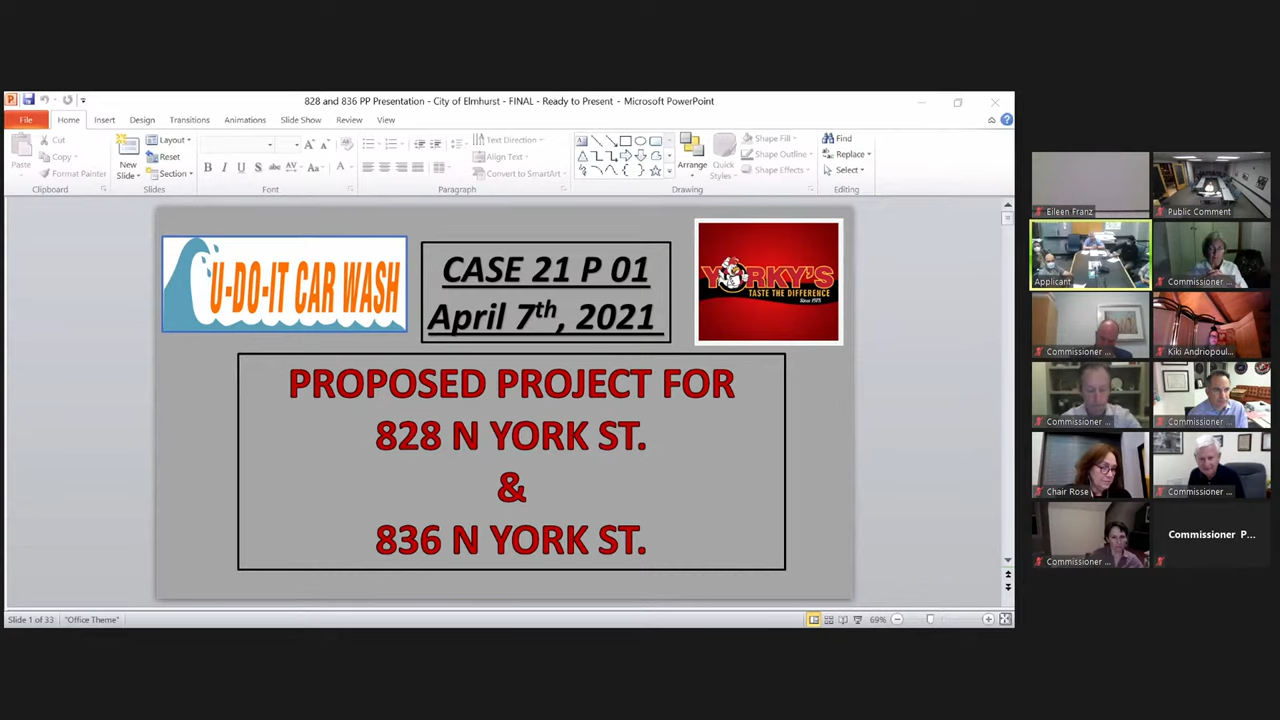 828 and 836 PP Presentation - City of Elmhurst - FINAL - Ready to Present - Microsoft PowerPoint
File Home Insert Design Transitions Animations Slide Show Review View
Paste
Cut
Copy
Format Painter
Clipboard
New
Slide
Layout
Reset
Section
Slides
B I U S abc AV Aa A
Font
Text Direction
Align Text
Convert to SmartArt
Paragraph
Arrange
Quick
Styles
Shape Fill
Shape Outline
Shape Effects
Drawing
Find
Replace
Select
Editing
U-DO-IT CAR WASH
CASE 21 P 01
April 7th, 2021
YORKY'S
TASTE THE DIFFERENCE
Since 1975
PROPOSED PROJECT FOR
828 N YORK ST.
&
836 N YORK ST.
Slide 1 of 33
"Office Theme"
69%
Eileen Franz
Public Comment
Applicant
Commissioner ...
Commissioner ...
Kiki Andriopoul...
Commissioner ...
Commissioner ...
Chair Rose
Commissioner ...
Commissioner ...
Commissioner P...